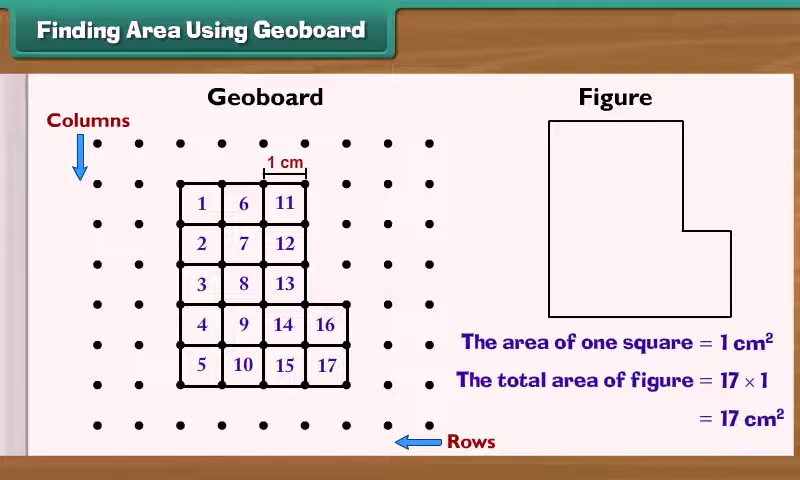 Finding Area Using Geoboard
Geoboard
Figure
Columns
1 cm
1 6 11
2 7 12
3 8 13
4 9 14 16
5 10 15 17
The area of one square = 1 cm²
The total area of figure = 17 × 1
= 17 cm²
Rows